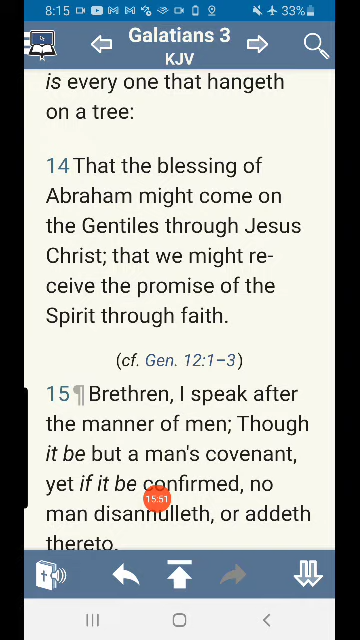 8:15 33%
Galatians 3
KJV
is every one that hangeth
on a tree:
14 That the blessing of
Abraham might come on
the Gentiles through Jesus
Christ; that we might re-
ceive the promise of the
Spirit through faith.
(cf. Gen. 12:1–3)
15 ¶ Brethren, I speak after
the manner of men; Though
it be but a man's covenant,
yet if it be confirmed, no
15:51
man disannulleth, or addeth
thereto.